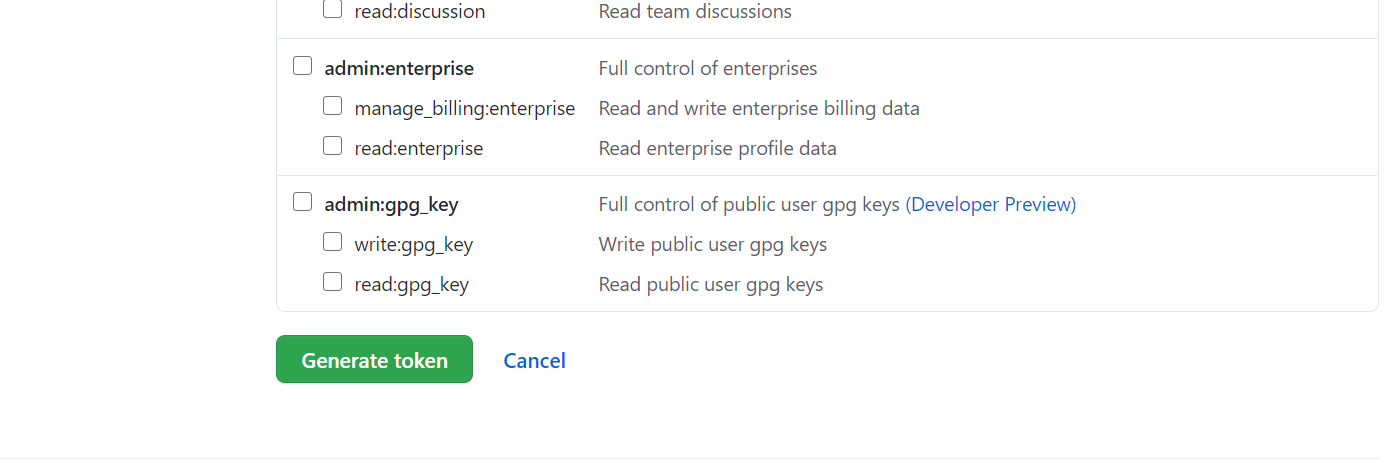 read:discussion Read team discussions
admin:enterprise Full control of enterprises
manage_billing:enterprise Read and write enterprise billing data
read:enterprise Read enterprise profile data
admin:gpg_key Full control of public user gpg keys (Developer Preview)
write:gpg_key Write public user gpg keys
read:gpg_key Read public user gpg keys
Generate token Cancel